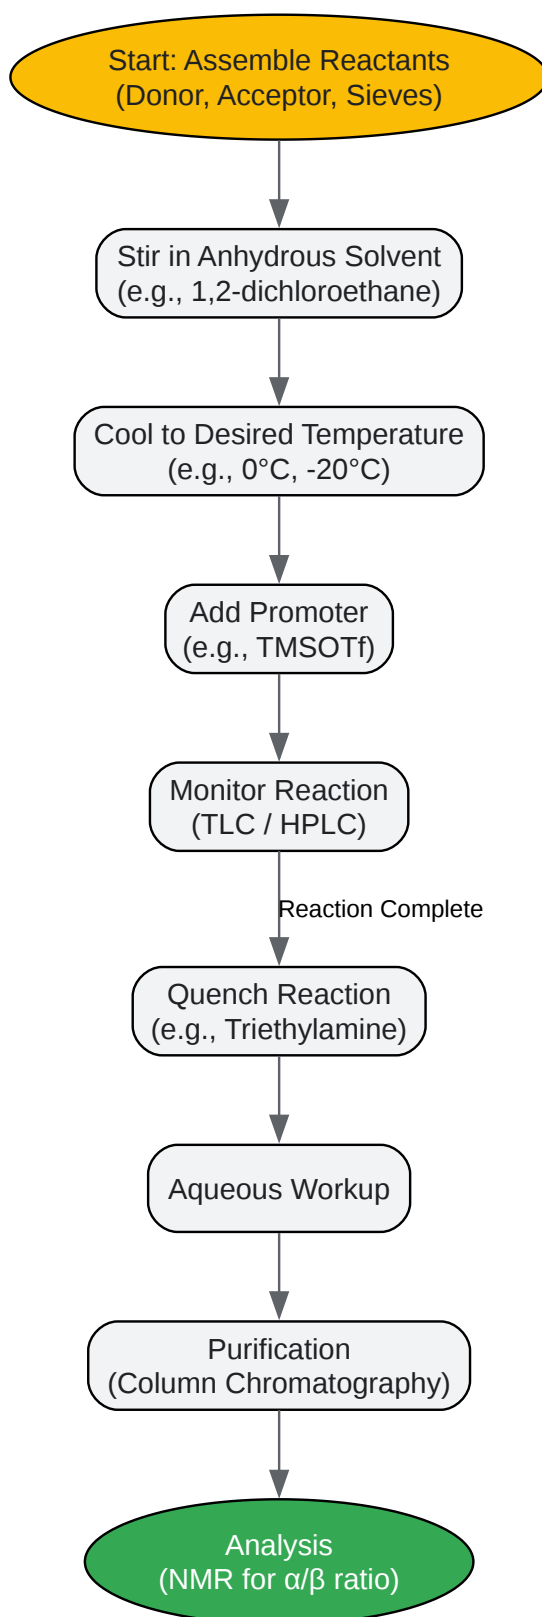 Start: Assemble Reactants
(Donor, Acceptor, Sieves)
Stir in Anhydrous Solvent
(e.g., 1,2-dichloroethane)
Cool to Desired Temperature
(e.g., 0°C, -20°C)
Add Promoter
(e.g., TMSOTf)
Monitor Reaction
(TLC / HPLC)
Reaction Complete
Quench Reaction
(e.g., Triethylamine)
Aqueous Workup
Purification
(Column Chromatography)
Analysis
(NMR for α/β ratio)